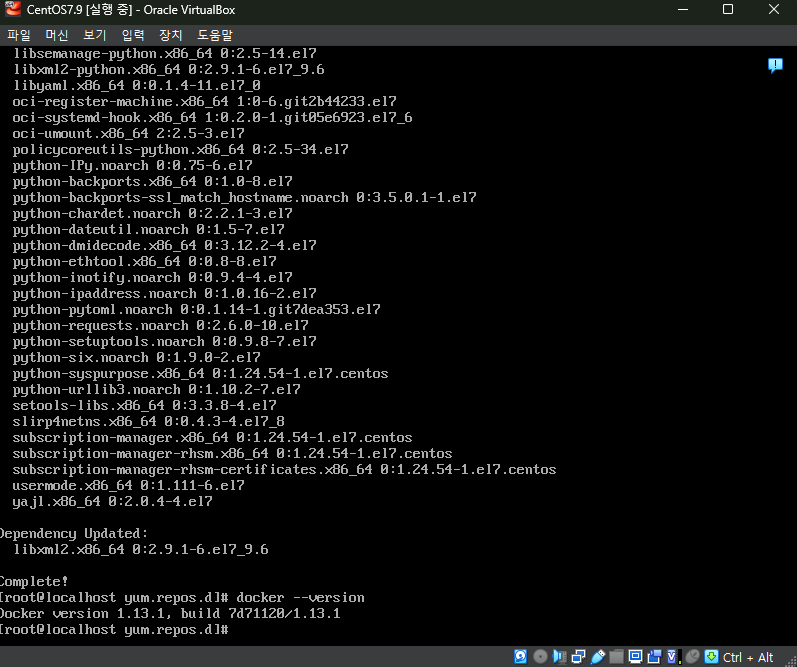 CentOS7.9 [실행 중] - Oracle VirtualBox
파일 머신 보기 입력 장치 도움말
libsemanage-python.x86_64 0:2.5-14.el7
libxml2-python.x86_64 0:2.9.1-6.el7_9.6
libyaml.x86_64 0:0.1.4-11.el7_0
oci-register-machine.x86_64 1:0-6.git2b44233.el7
oci-systemd-hook.x86_64 1:0.2.0-1.git05e6923.el7_6
oci-umount.x86_64 2:2.5-3.el7
policycoreutils-python.x86_64 0:2.5-34.el7
python-IPy.noarch 0:0.75-6.el7
python-backports.x86_64 0:1.0-8.el7
python-backports-ssl_match_hostname.noarch 0:3.5.0.1-1.el7
python-chardet.noarch 0:2.2.1-3.el7
python-dateutil.noarch 0:1.5-7.el7
python-dmidecode.x86_64 0:3.12.2-4.el7
python-ethtool.x86_64 0:0.8-8.el7
python-inotify.noarch 0:0.9.4-4.el7
python-ipaddress.noarch 0:1.0.16-2.el7
python-pytoml.noarch 0:0.1.14-1.git7dea353.el7
python-requests.noarch 0:2.6.0-10.el7
python-setuptools.noarch 0:0.9.8-7.el7
python-six.noarch 0:1.9.0-2.el7
python-syspurpose.x86_64 0:1.24.54-1.el7.centos
python-urllib3.noarch 0:1.10.2-7.el7
setools-libs.x86_64 0:3.3.8-4.el7
slirp4netns.x86_64 0:0.4.3-4.el7_8
subscription-manager.x86_64 0:1.24.54-1.el7.centos
subscription-manager-rhsm.x86_64 0:1.24.54-1.el7.centos
subscription-manager-rhsm-certificates.x86_64 0:1.24.54-1.el7.centos
usermode.x86_64 0:1.111-6.el7
yajl.x86_64 0:2.0.4-4.el7
Dependency Updated:
libxml2.x86_64 0:2.9.1-6.el7_9.6
Complete!
[root@localhost yum.repos.d]# docker --version
Docker version 1.13.1, build 7d71120/1.13.1
[root@localhost yum.repos.d]#
Ctrl + Alt